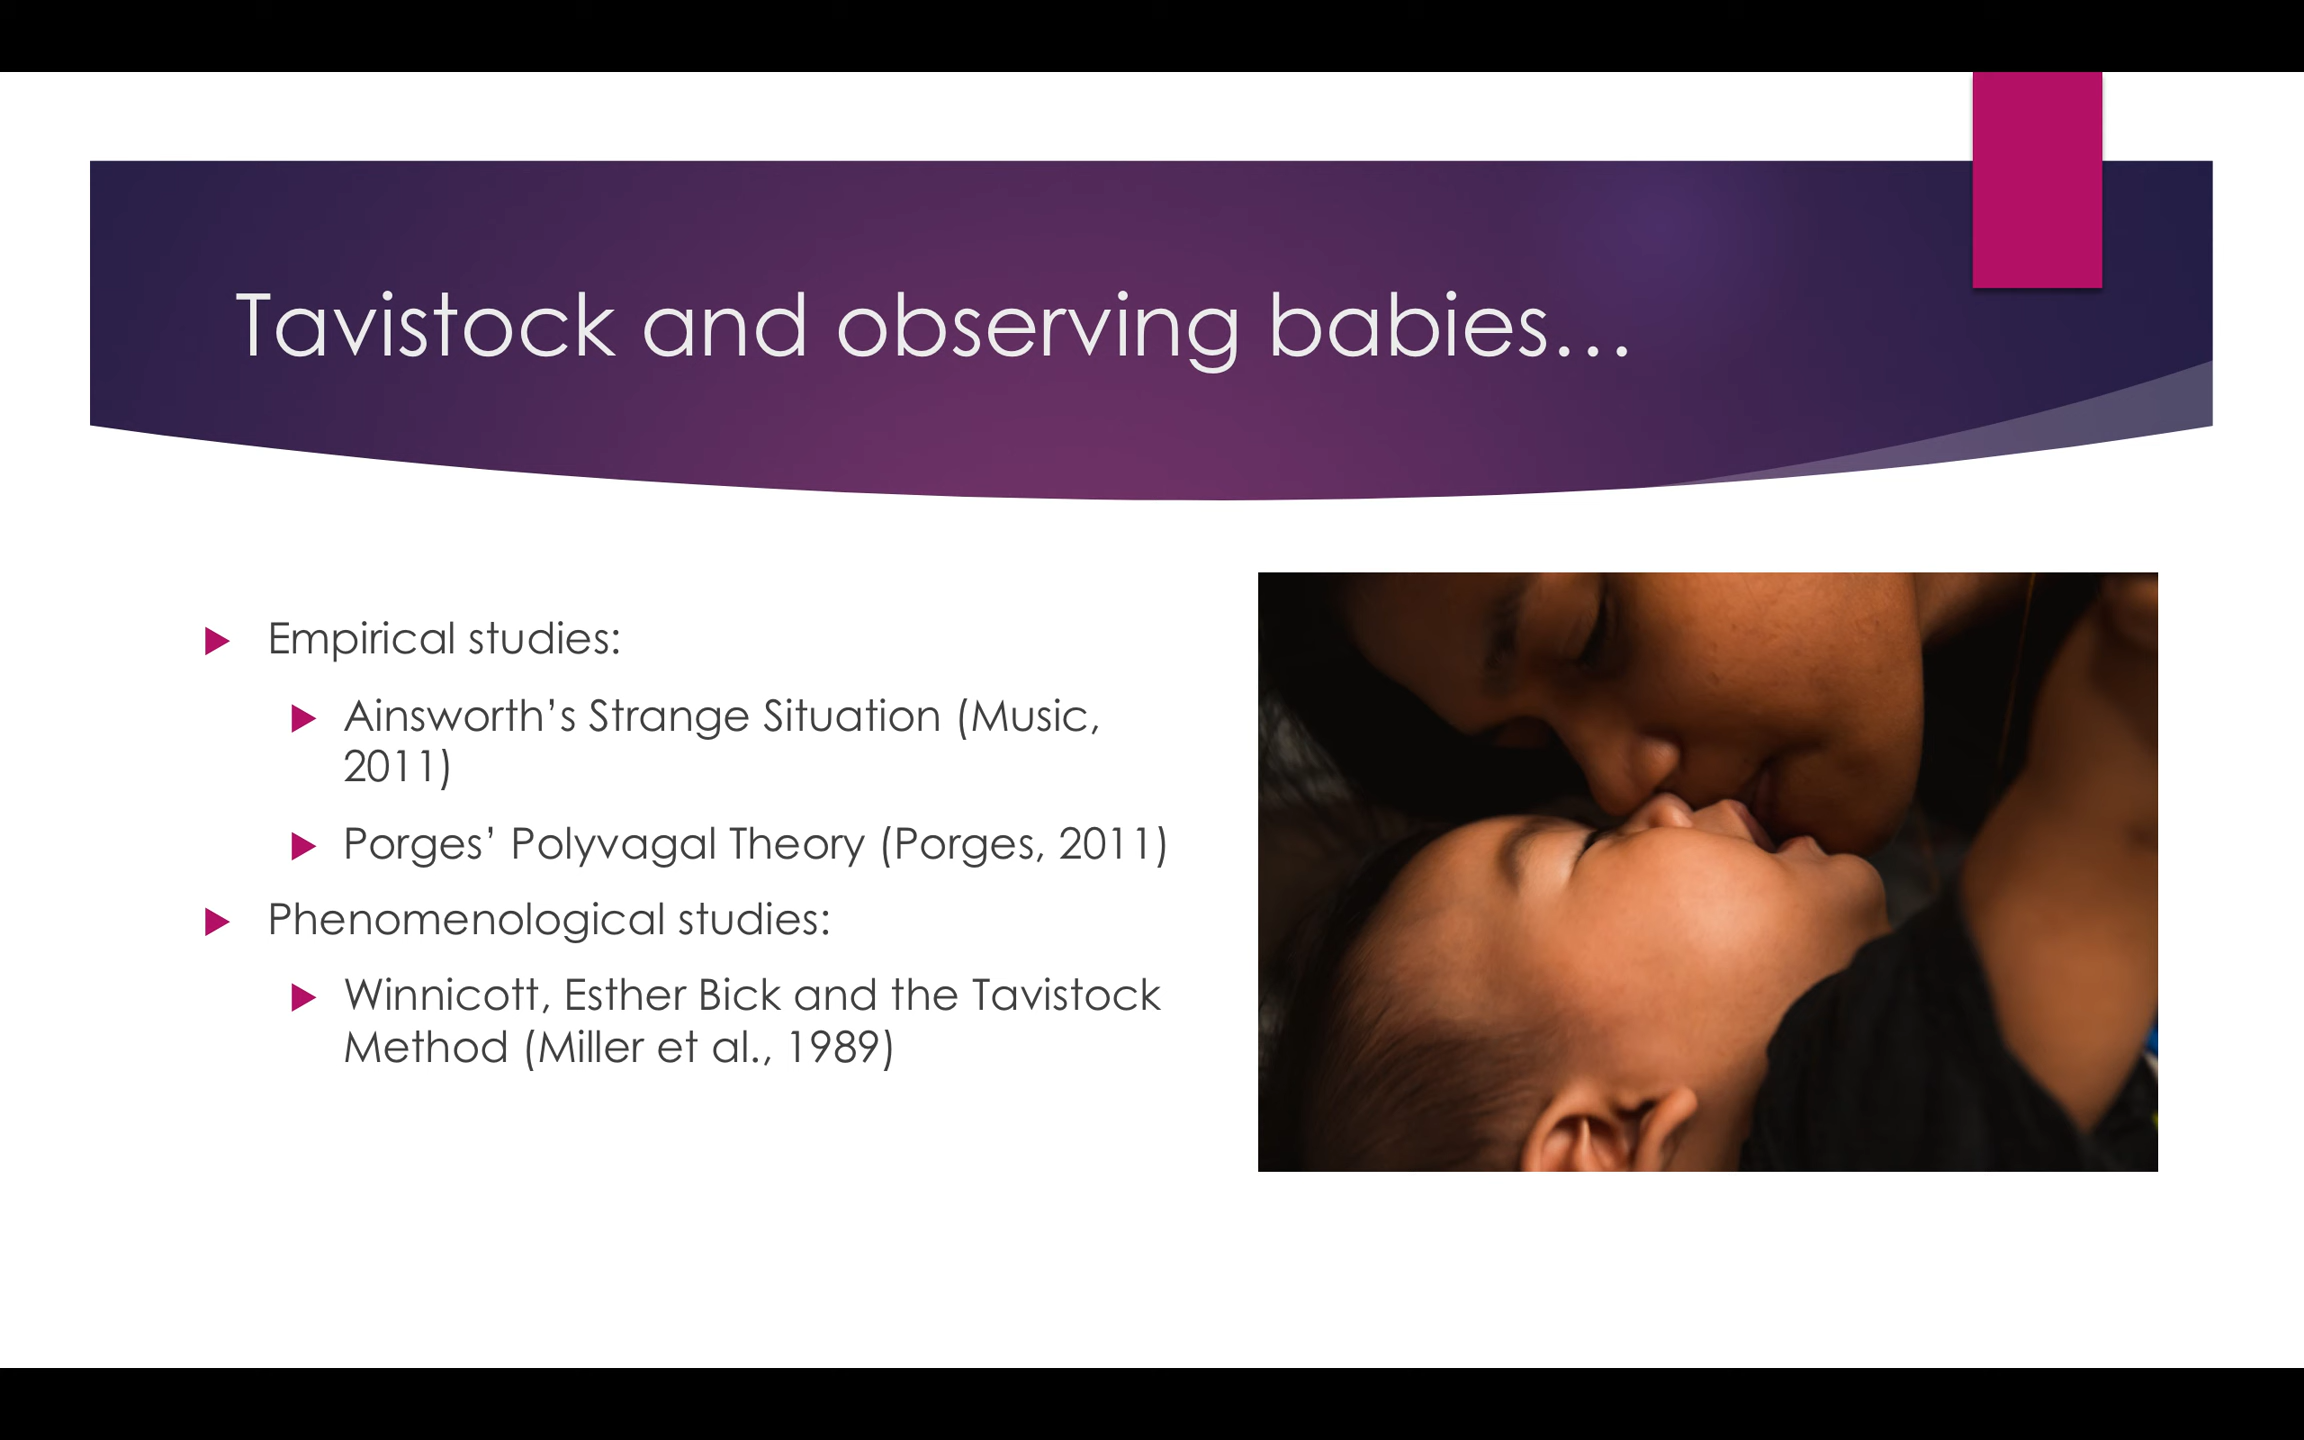 Tavistock and observing babies…
Empirical studies:
Ainsworth’s Strange Situation (Music,
2011)
Porges’ Polyvagal Theory (Porges, 2011)
Phenomenological studies:
Winnicott, Esther Bick and the Tavistock
Method (Miller et al., 1989)